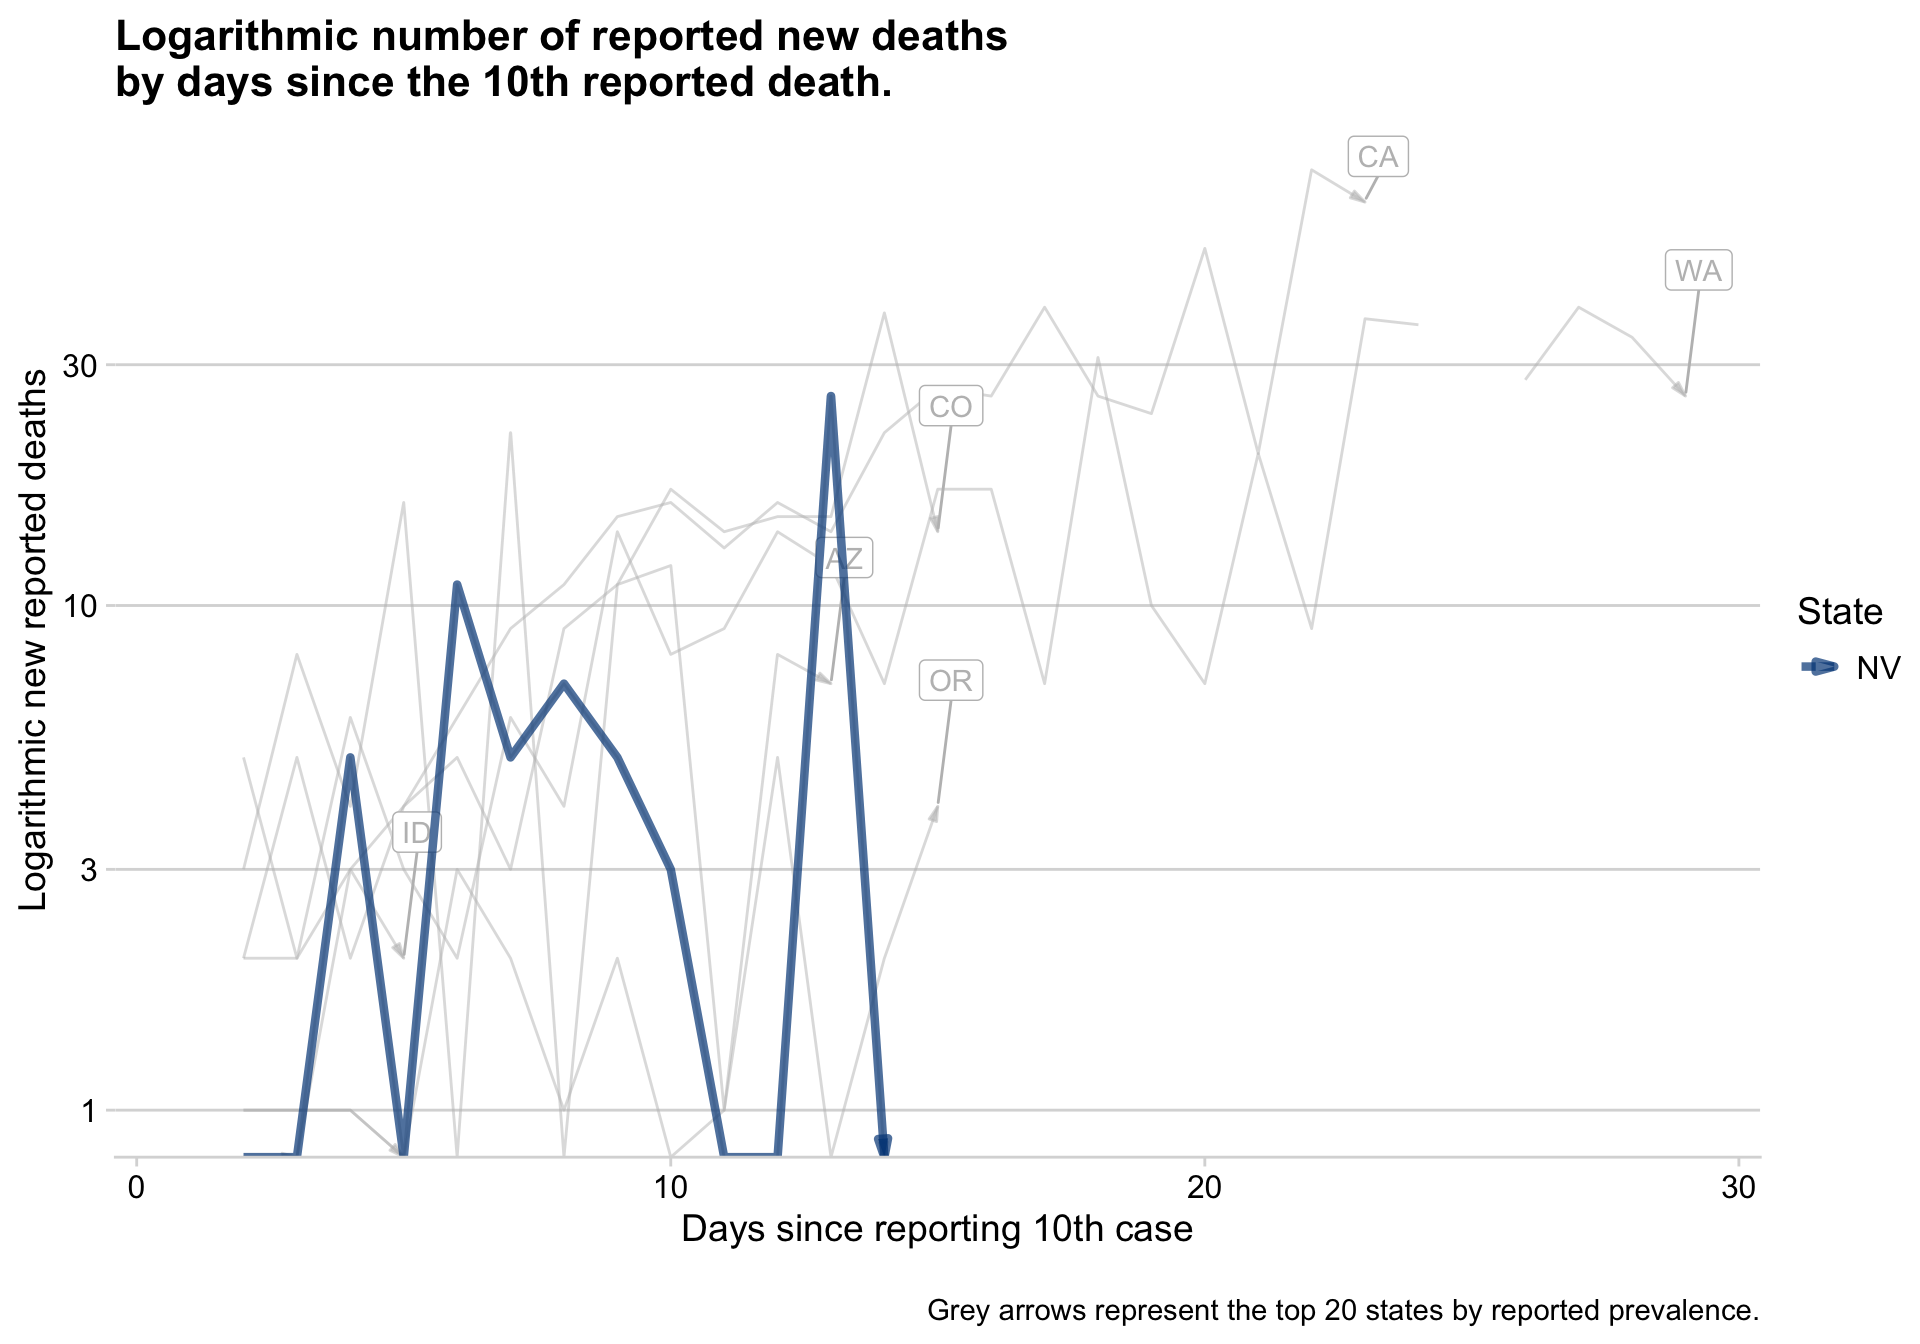 Logarithmic number of reported new deaths
by days since the 10th reported death.
CA
WA
30
CO
AZ
10
State
NV
OR
ID
3
1
Logarithmic new reported deaths
0 10 20 30
Days since reporting 10th case
Grey arrows represent the top 20 states by reported prevalence.